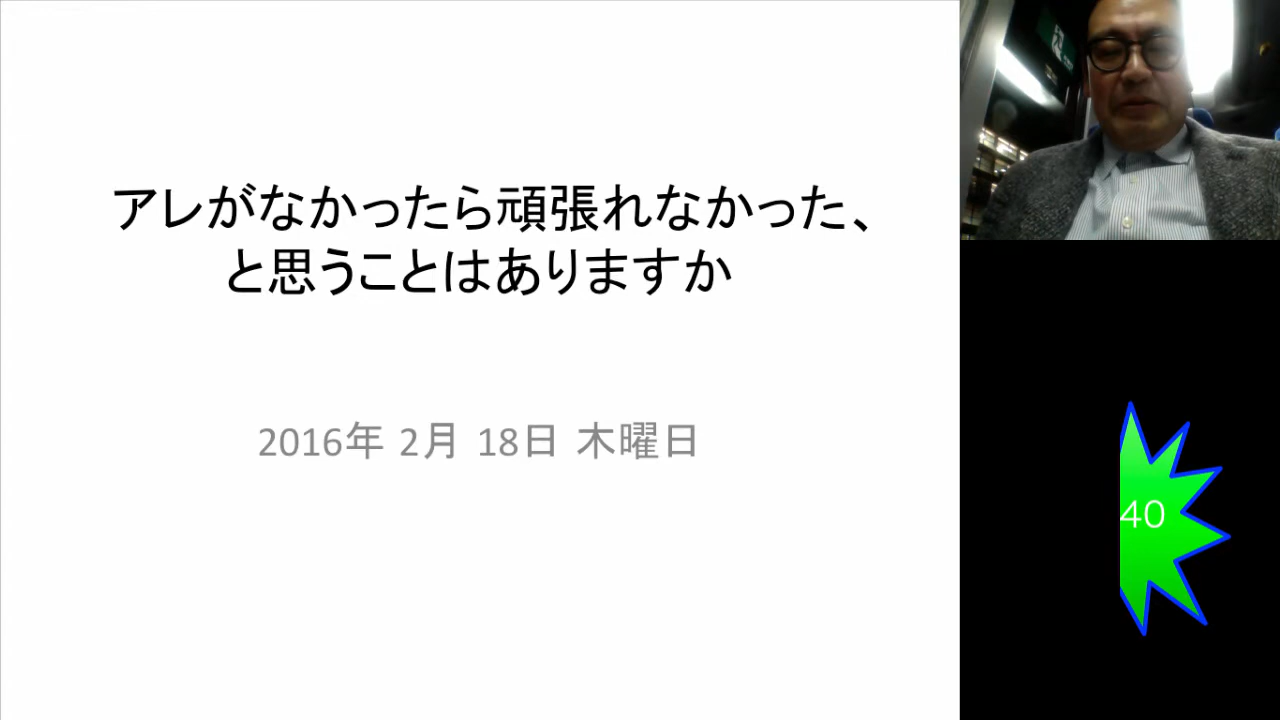 アレがなかったら頑張れなかった、
と思うことはありますか
2016年 2月 18日 木曜日
40